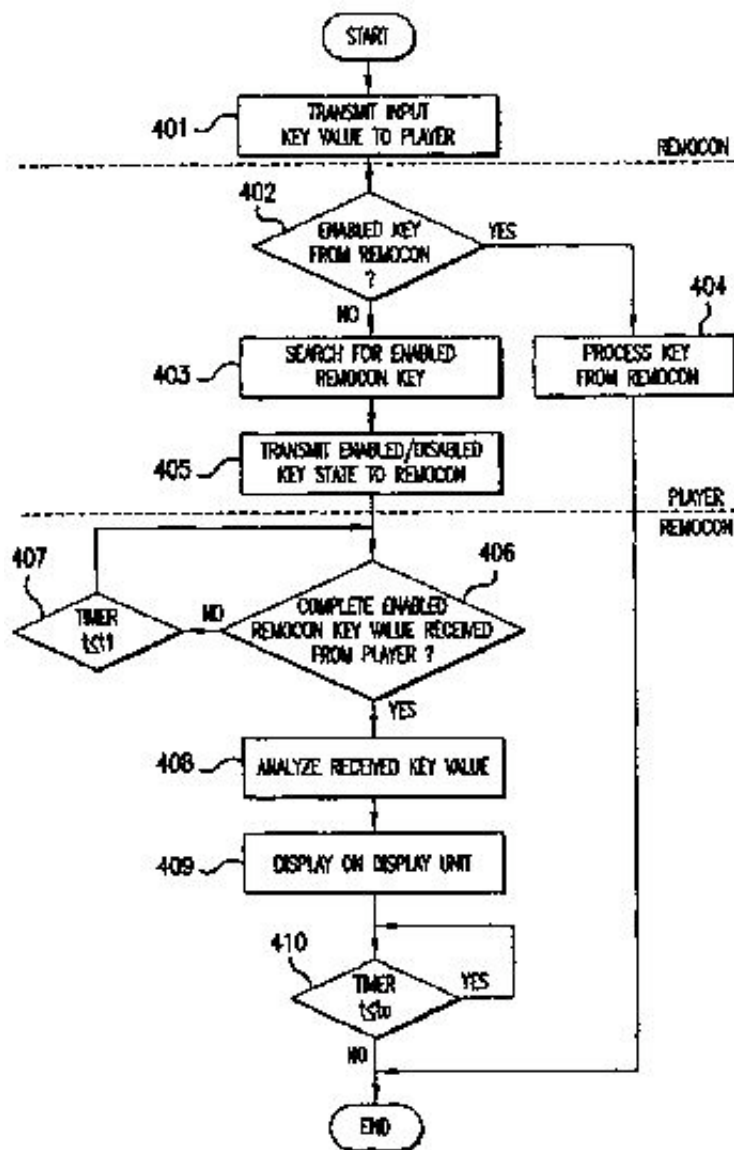 START
401
TRANSMIT INPUT
KEY VALUE TO PLAYER
REMOCON
402
ENABLED KEY
FROM REMOCON
?
YES
NO
404
403
SEARCH FOR ENABLED
REMOCON KEY
PROCESS KEY
FROM REMOCON
405
TRANSMIT ENABLED/DISABLED
KEY STATE TO REMOCON
PLAYER
REMOCON
407
406
TIMER
t≤t1
NO
COMPLETE ENABLED
REMOCON KEY VALUE RECEIVED
FROM PLAYER ?
YES
408
ANALYZE RECEIVED KEY VALUE
409
DISPLAY ON DISPLAY UNIT
410
TIMER
YES
NO
END